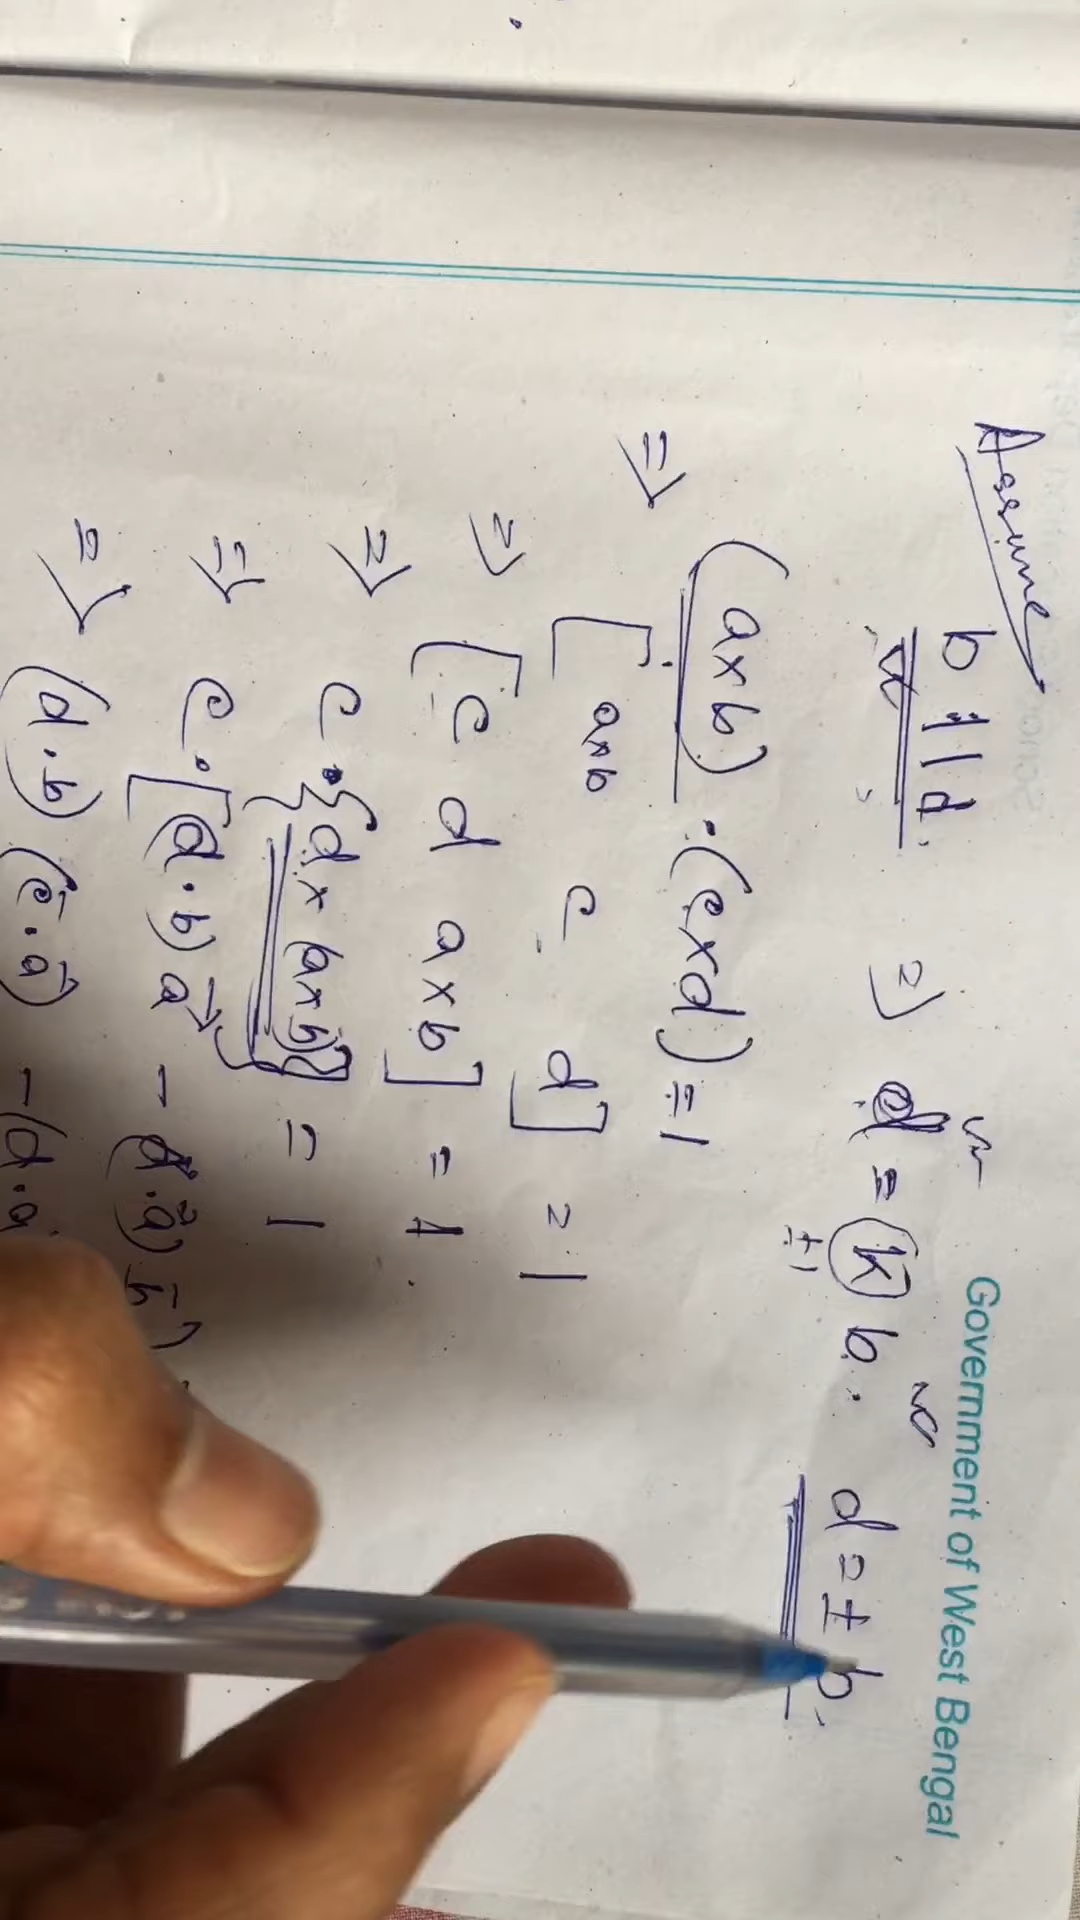 Government of West Bengal
Assume b || d. ⇒ d = k b. d = ± b
±1
(a×b) · (c×d) = 1
⇒ [a×b c d] = 1
⇒ [c d a×b] = 1
⇒ c · {d × (a×b)} = 1
⇒ c · [(d·b) a⃗ - (d·a⃗) b⃗
⇒ (d·b) (c⃗·a⃗) - (d·a